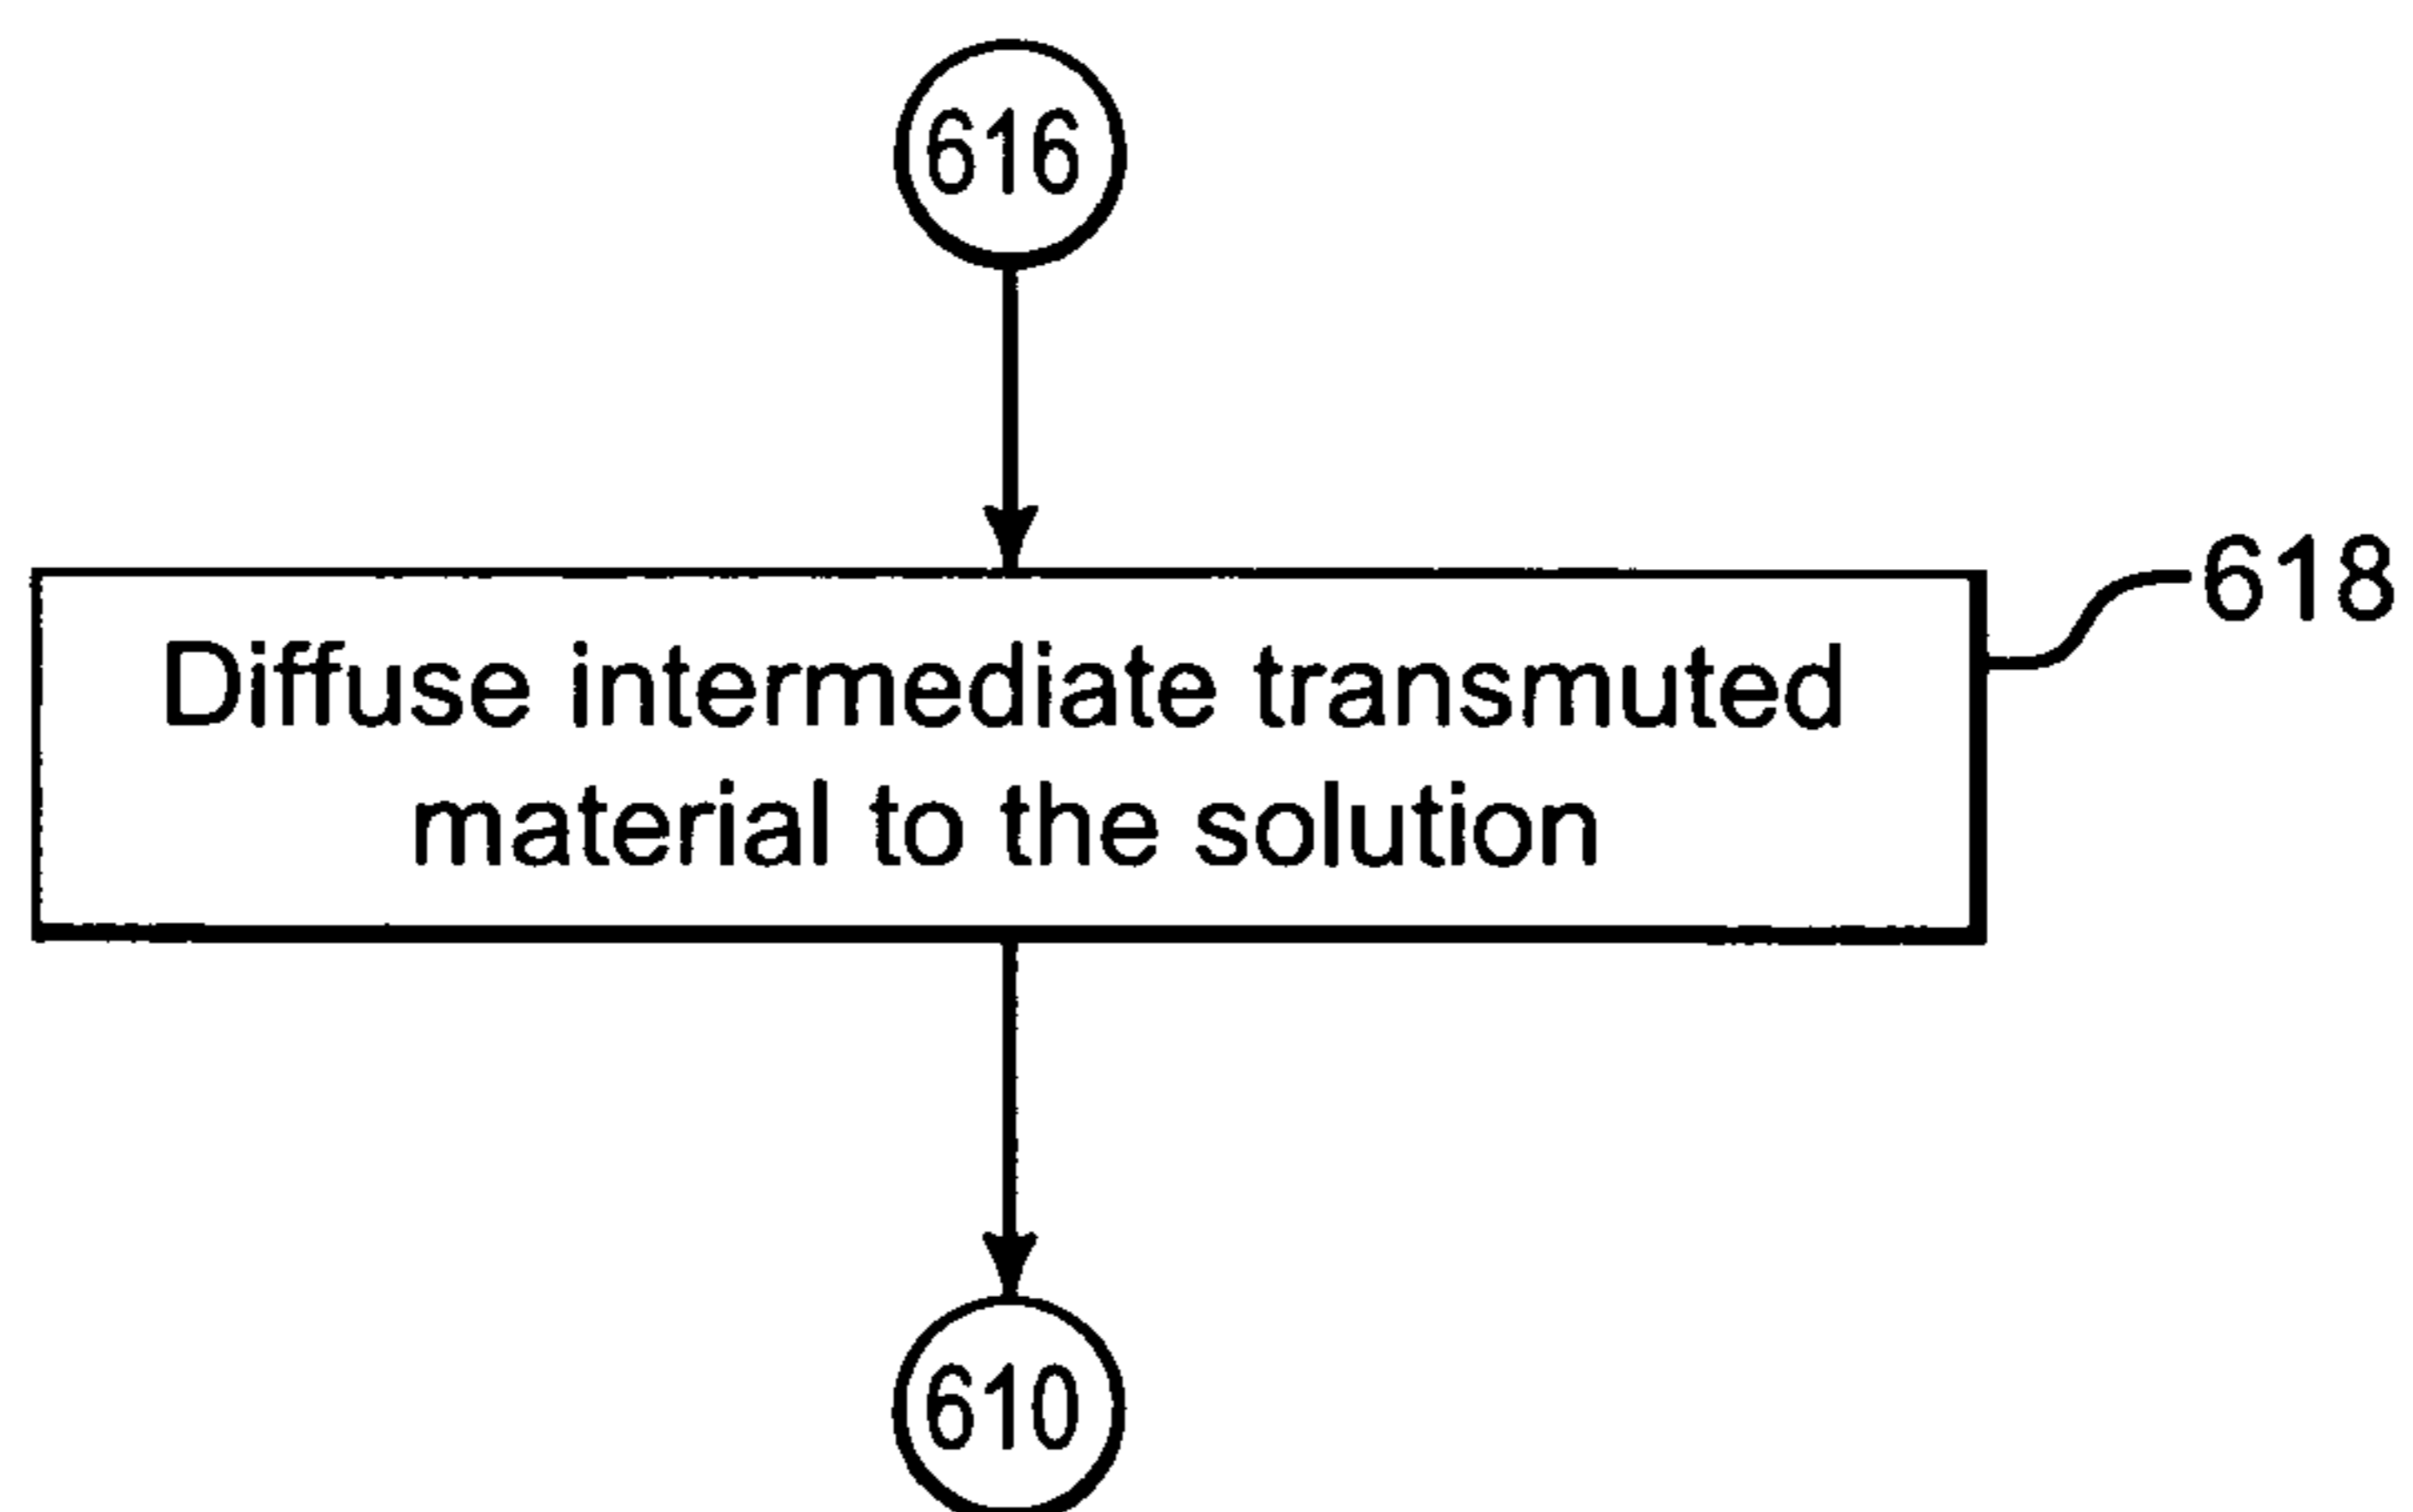 616
618
Diffuse intermediate transmuted
material to the solution
610